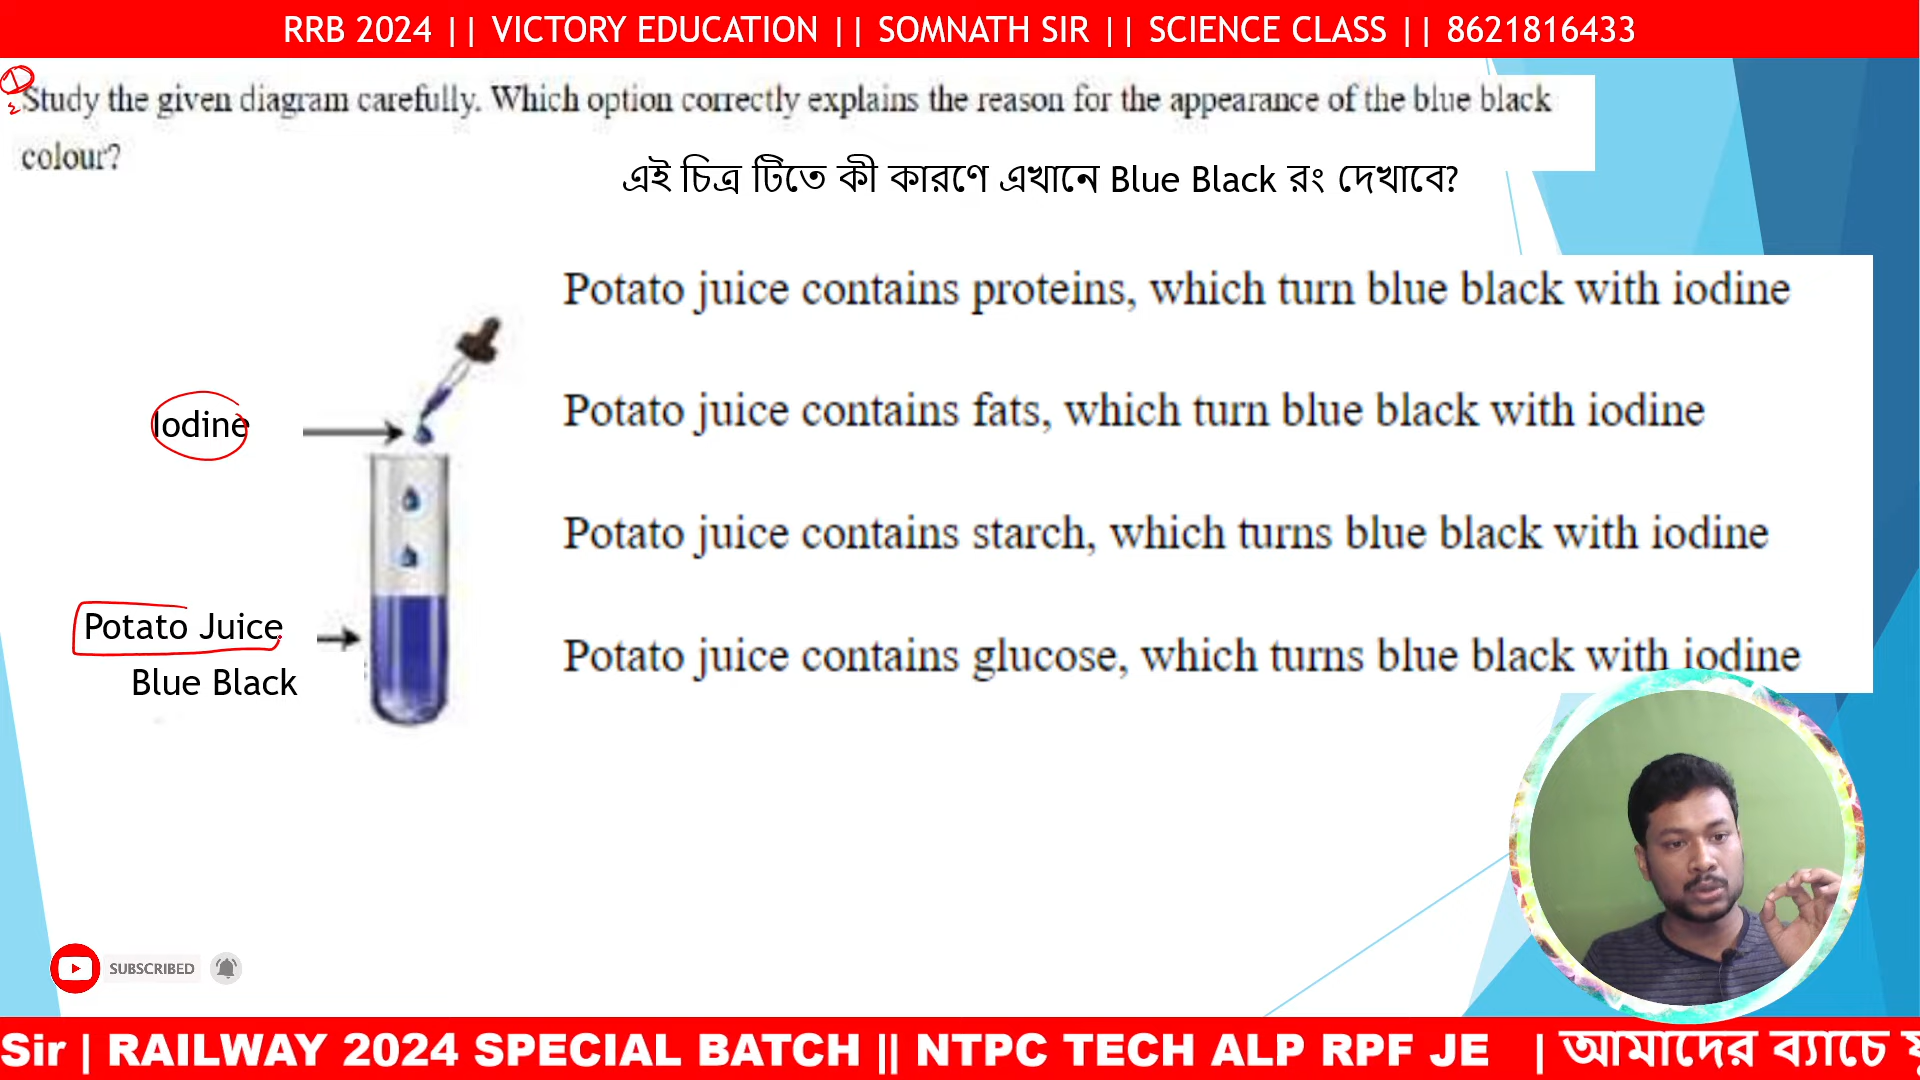 RRB 2024 || VICTORY EDUCATION || SOMNATH SIR || SCIENCE CLASS || 8621816433
Study the given diagram carefully. Which option correctly explains the reason for the appearance of the blue black
colour?
এই চিত্র টিতে কী কারণে এখানে Blue Black রং দেখাবে?
Potato juice contains proteins, which turn blue black with iodine
Potato juice contains fats, which turn blue black with iodine
Iodine
Potato juice contains starch, which turns blue black with iodine
Potato Juice
Potato juice contains glucose, which turns blue black with iodine
Blue Black
SUBSCRIBED
Sir | RAILWAY 2024 SPECIAL BATCH || NTPC TECH ALP RPF JE | আমাদের ব্যাচে